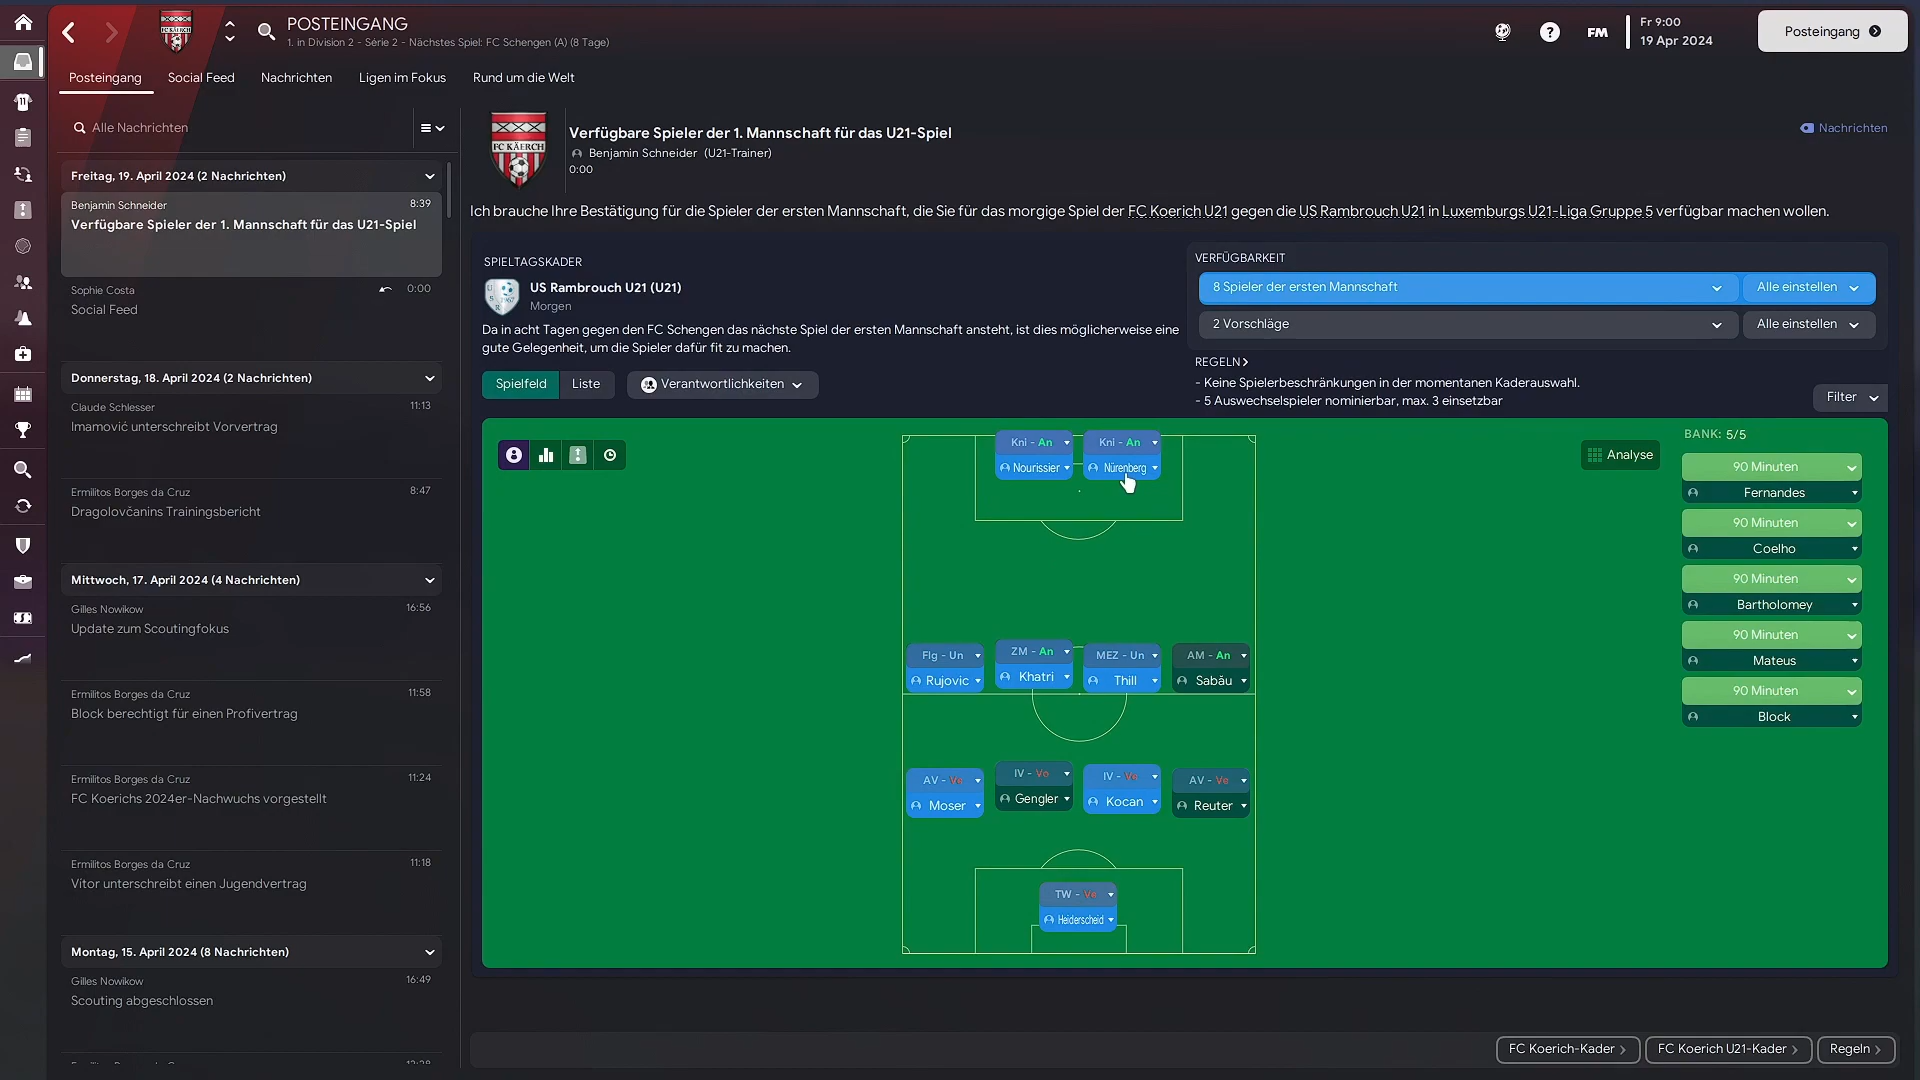 POSTEINGANG
1. in Division 2 - Série 2 - Nächstes Spiel: FC Schengen (A) (8 Tage)
FM
Fr 9:00
19 Apr 2024
Posteingang
Posteingang
Social Feed
Nachrichten
Ligen im Fokus
Rund um die Welt
Alle Nachrichten
Freitag, 19. April 2024 (2 Nachrichten)
Benjamin Schneider
8:39
Verfügbare Spieler der 1. Mannschaft für das U21-Spiel
Sophie Costa
0:00
Social Feed
Donnerstag, 18. April 2024 (2 Nachrichten)
Claude Schlesser
11:13
Imamović unterschreibt Vorvertrag
Ermilitos Borges da Cruz
8:47
Dragolovčanins Trainingsbericht
Mittwoch, 17. April 2024 (4 Nachrichten)
Gilles Nowikow
16:56
Update zum Scoutingfokus
Ermilitos Borges da Cruz
11:58
Block berechtigt für einen Profivertrag
Ermilitos Borges da Cruz
11:24
FC Koerichs 2024er-Nachwuchs vorgestellt
Ermilitos Borges da Cruz
11:18
Vítor unterschreibt einen Jugendvertrag
Montag, 15. April 2024 (8 Nachrichten)
Gilles Nowikow
16:49
Scouting abgeschlossen
FC KÄERCH
Verfügbare Spieler der 1. Mannschaft für das U21-Spiel
Benjamin Schneider (U21-Trainer)
0:00
Nachrichten
Ich brauche Ihre Bestätigung für die Spieler der ersten Mannschaft, die Sie für das morgige Spiel der FC Koerich U21 gegen die US Rambrouch U21 in Luxemburgs U21-Liga Gruppe 5 verfügbar machen wollen.
SPIELTAGSKADER
US Rambrouch U21 (U21)
Morgen
Da in acht Tagen gegen den FC Schengen das nächste Spiel der ersten Mannschaft ansteht, ist dies möglicherweise eine
gute Gelegenheit, um die Spieler dafür fit zu machen.
VERFÜGBARKEIT
8 Spieler der ersten Mannschaft
Alle einstellen
2 Vorschläge
Alle einstellen
REGELN
- Keine Spielerbeschränkungen in der momentanen Kaderauswahl.
- 5 Auswechselspieler nominierbar, max. 3 einsetzbar
Spielfeld
Liste
Verantwortlichkeiten
Filter
Kni - An
Nourissier
Kni - An
Nürenberg
Analyse
Flg - Un
Rujovic
ZM - An
Khatri
MEZ - Un
Thill
AM - An
Sabău
AV - Ve
Moser
IV - Ve
Gengler
IV - Ve
Kocan
AV - Ve
Reuter
TW - Ve
Heiderscheid
BANK: 5/5
90 Minuten
Fernandes
90 Minuten
Coelho
90 Minuten
Bartholomey
90 Minuten
Mateus
90 Minuten
Block
FC Koerich-Kader
FC Koerich U21-Kader
Regeln